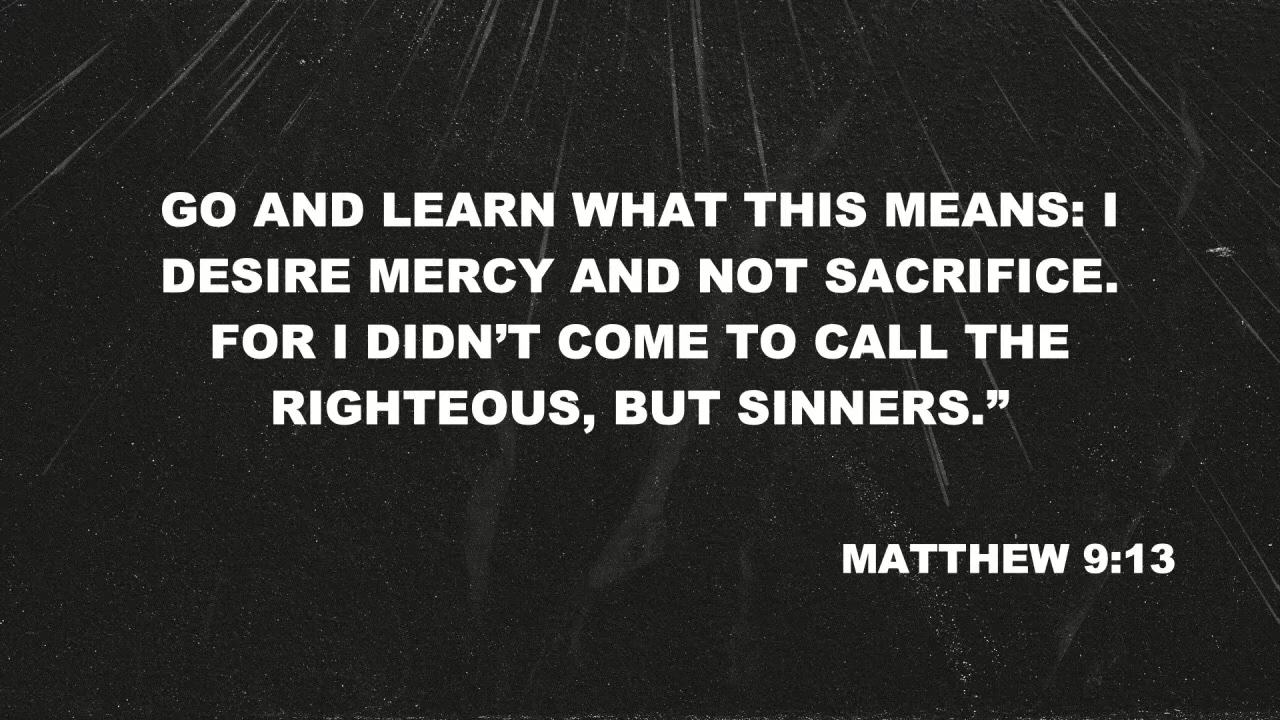 GO AND LEARN WHAT THIS MEANS: I
DESIRE MERCY AND NOT SACRIFICE.
FOR I DIDN’T COME TO CALL THE
RIGHTEOUS, BUT SINNERS.”
MATTHEW 9:13